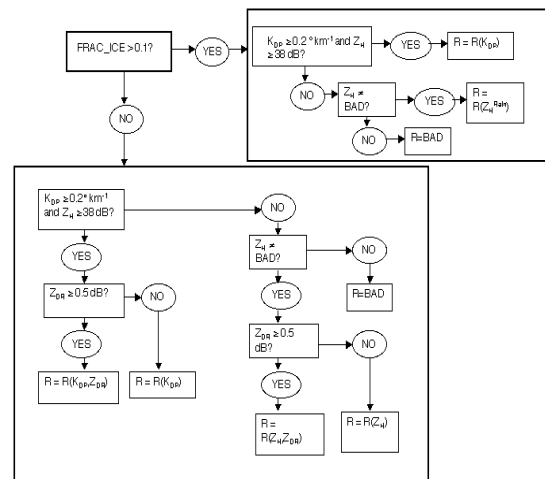 FRAC_ICE >0.1?
YES
K_DP ≥0.2° km⁻¹ and Z_H
≥38 dB?
YES
R = R(K_DP)
NO
Z_H ≠
BAD?
YES
R =
R(Z_H^Rain)
NO
R=BAD
NO
K_DP ≥0.2° km⁻¹
and Z_H ≥38 dB?
NO
YES
Z_H ≠
BAD?
NO
Z_DR ≥0.5 dB?
NO
YES
R=BAD
YES
Z_DR ≥0.5
dB?
NO
R = R(K_DP,Z_DR)
R = R(K_DP)
YES
R =
R(Z_H,Z_DR)
R = R(Z_H)